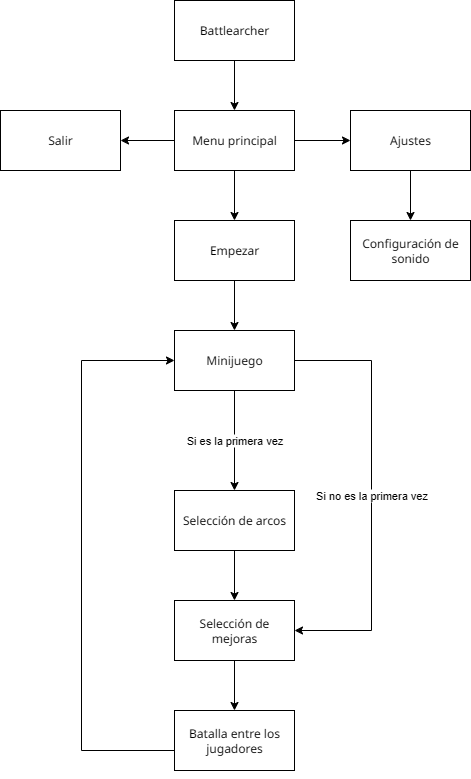 Battlearcher
Salir
Menu principal
Ajustes
Empezar
Configuración de
sonido
Minijuego
Si es la primera vez
Si no es la primera vez
Selección de arcos
Selección de
mejoras
Batalla entre los
jugadores